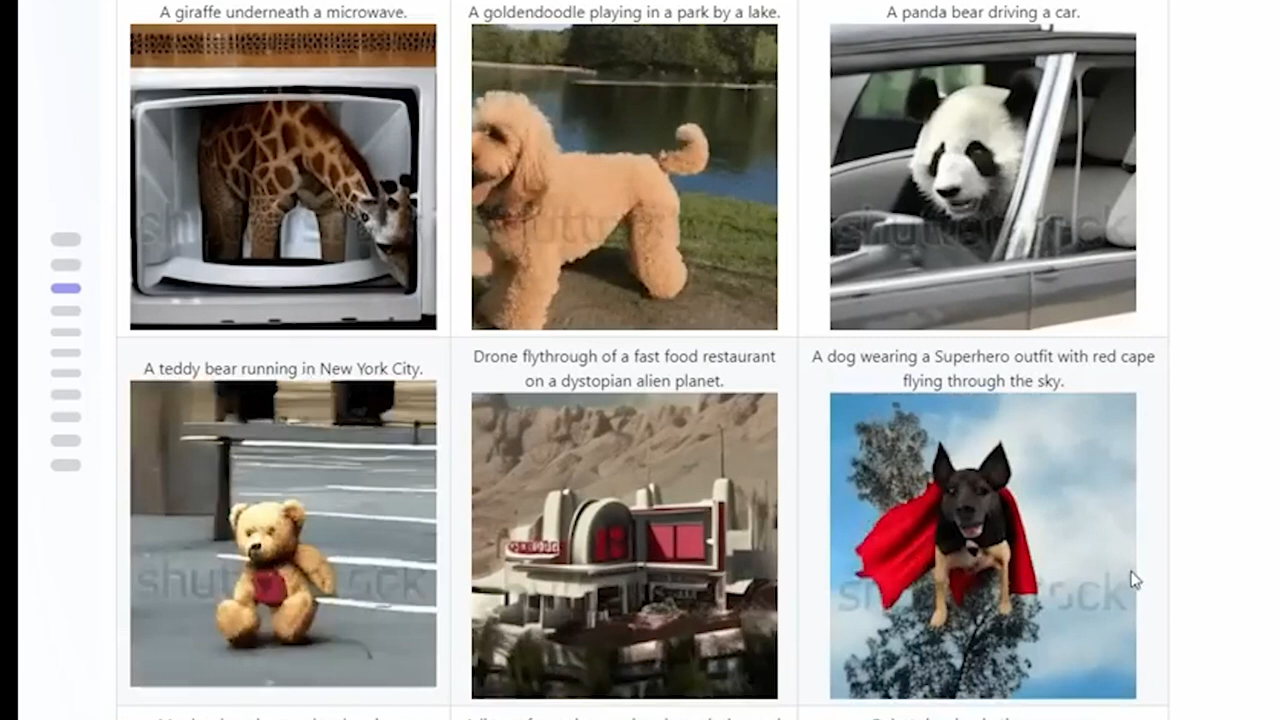 A giraffe underneath a microwave.
A goldendoodle playing in a park by a lake.
A panda bear driving a car.
shutterstock
A teddy bear running in New York City.
Drone flythrough of a fast food restaurant
on a dystopian alien planet.
A dog wearing a Superhero outfit with red cape
flying through the sky.
shutterstock